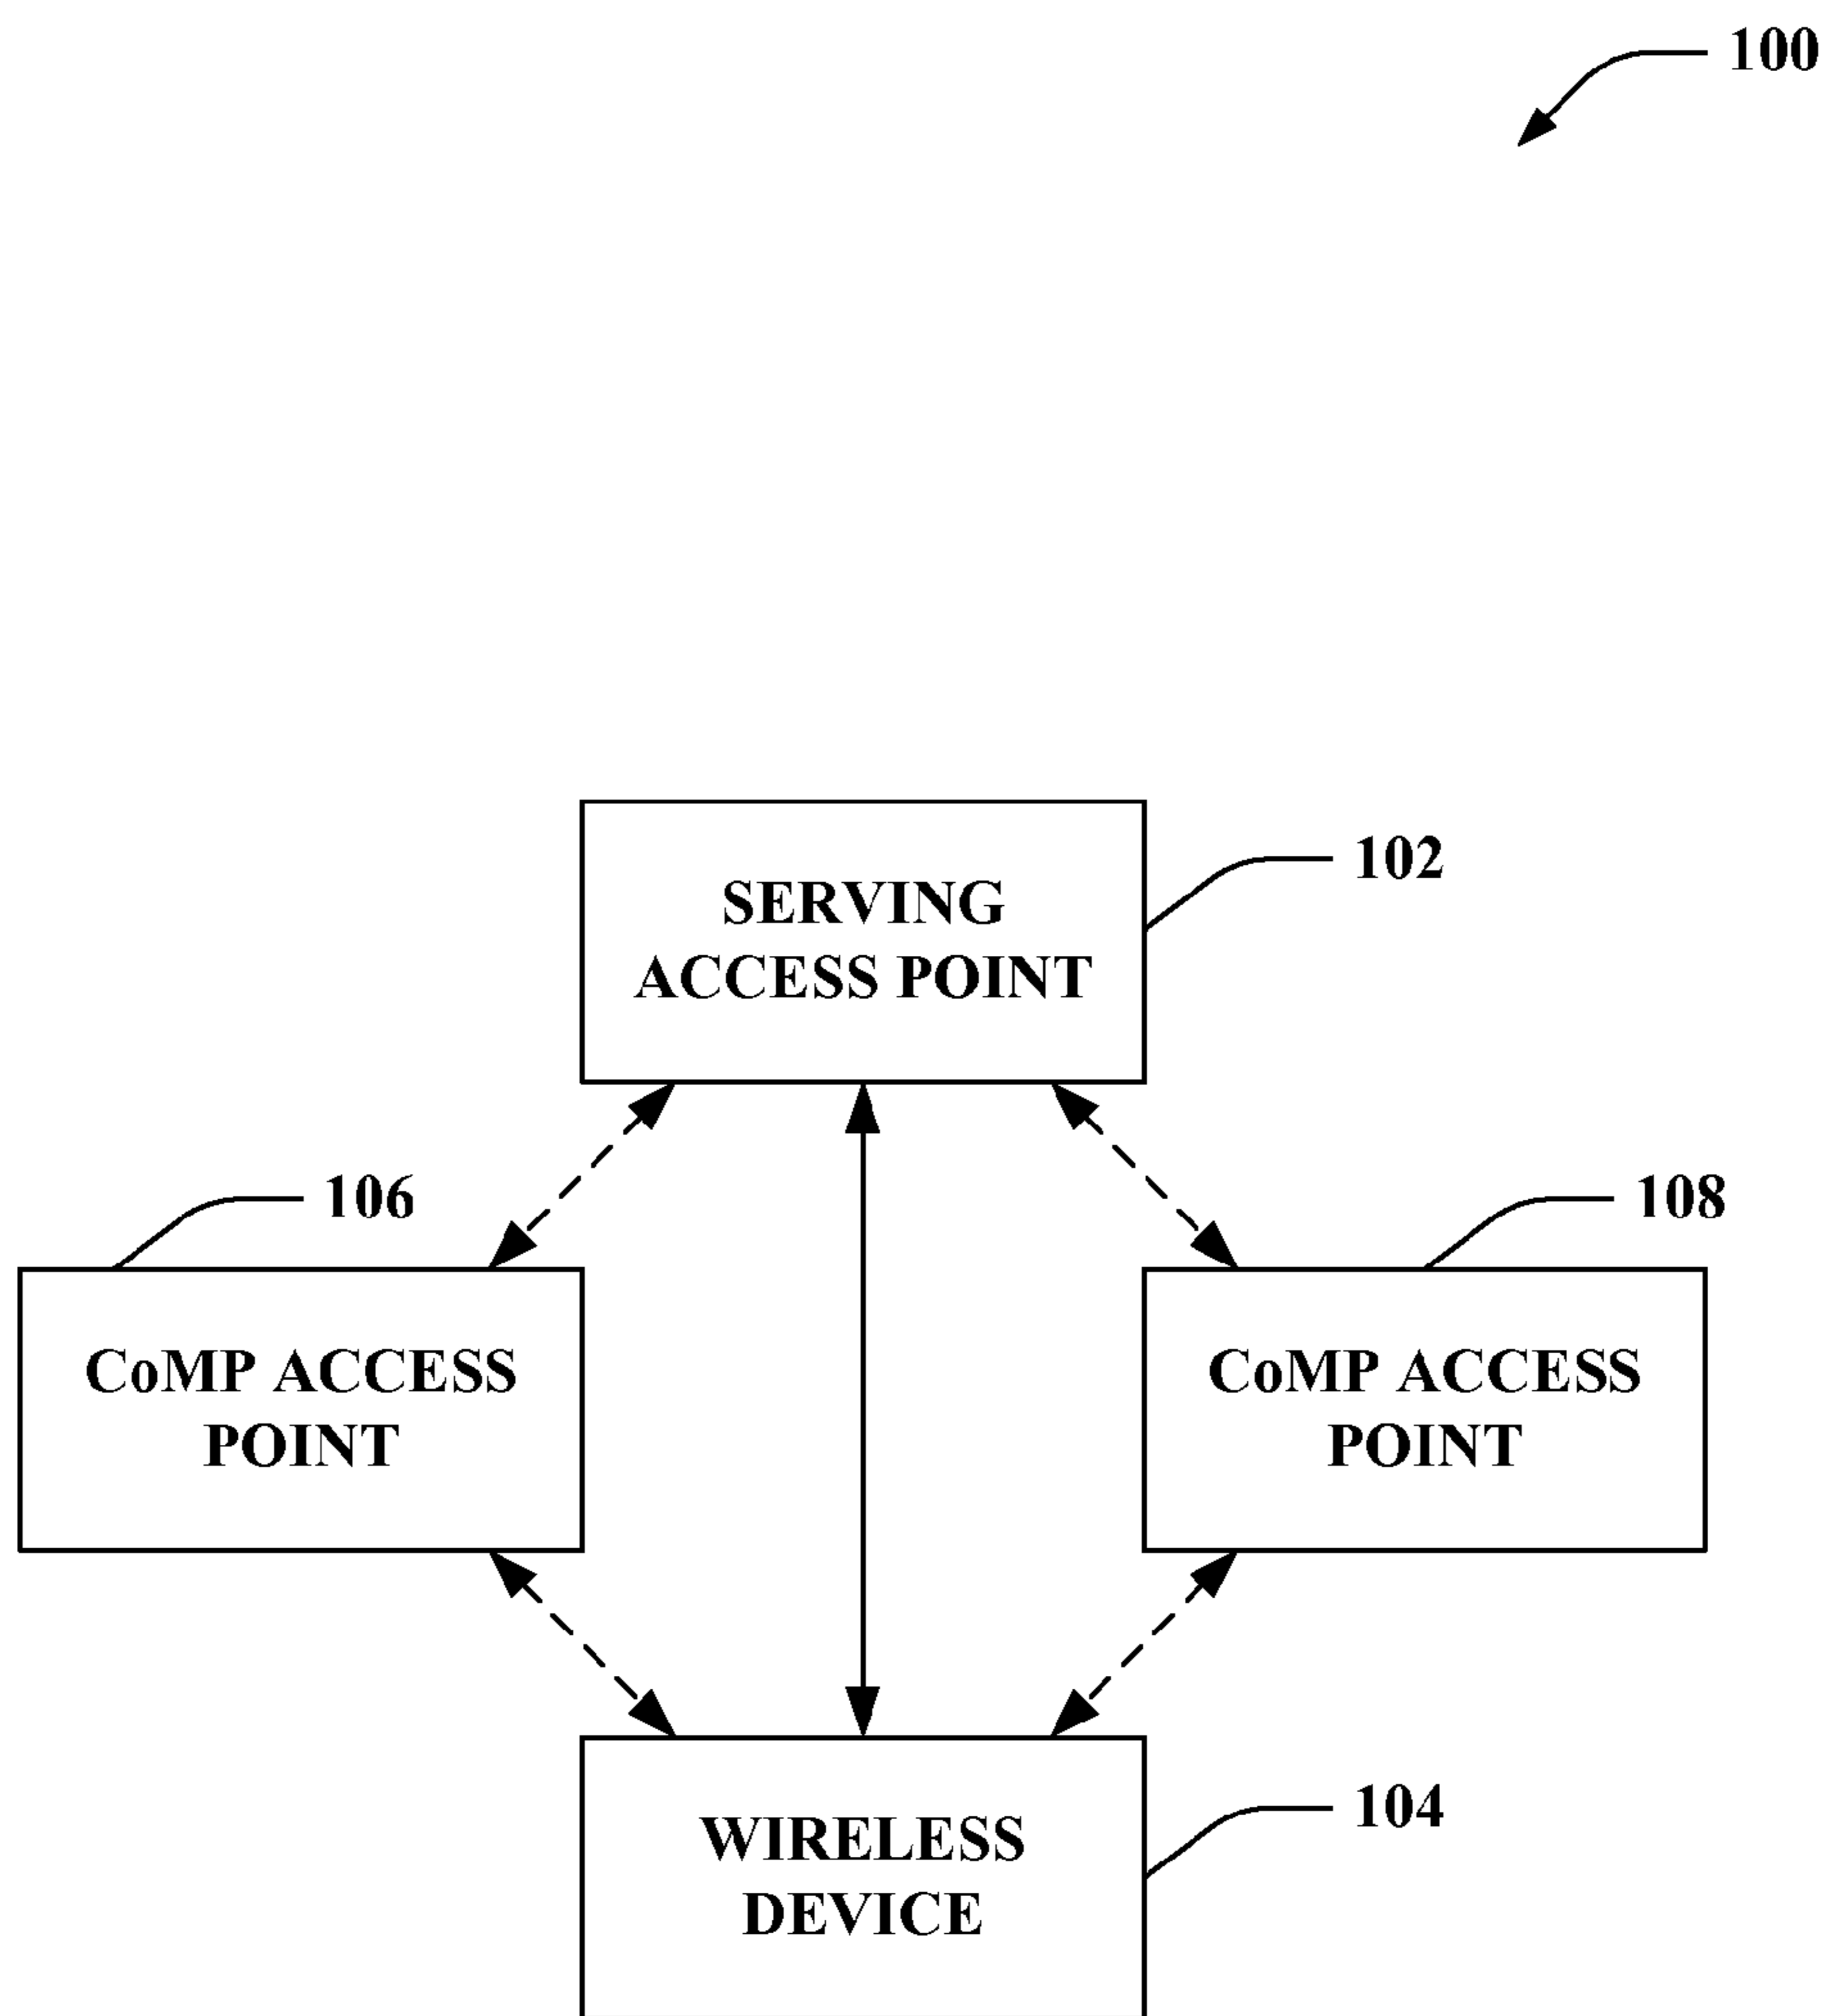 100
SERVING
ACCESS POINT
102
106
108
CoMP ACCESS
POINT
CoMP ACCESS
POINT
WIRELESS
DEVICE
104